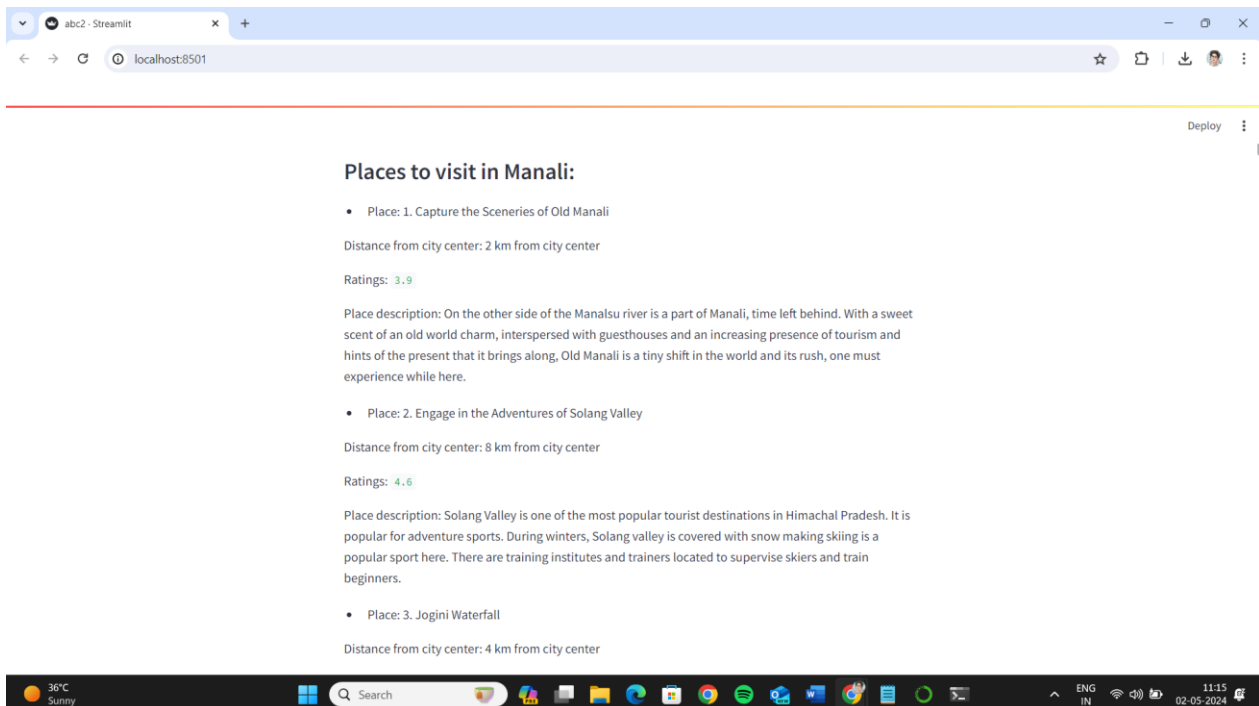 abc2 - Streamlit
localhost:8501
Deploy
Places to visit in Manali:
Place: 1. Capture the Sceneries of Old Manali
Distance from city center: 2 km from city center
Ratings: 3.9
Place description: On the other side of the Manalsu river is a part of Manali, time left behind. With a sweet
scent of an old world charm, interspersed with guesthouses and an increasing presence of tourism and
hints of the present that it brings along, Old Manali is a tiny shift in the world and its rush, one must
experience while here.
Place: 2. Engage in the Adventures of Solang Valley
Distance from city center: 8 km from city center
Ratings: 4.6
Place description: Solang Valley is one of the most popular tourist destinations in Himachal Pradesh. It is
popular for adventure sports. During winters, Solang valley is covered with snow making skiing is a
popular sport here. There are training institutes and trainers located to supervise skiers and train
beginners.
Place: 3. Jogini Waterfall
Distance from city center: 4 km from city center
36°C
Sunny
Search
ENG
IN
11:15
02-05-2024